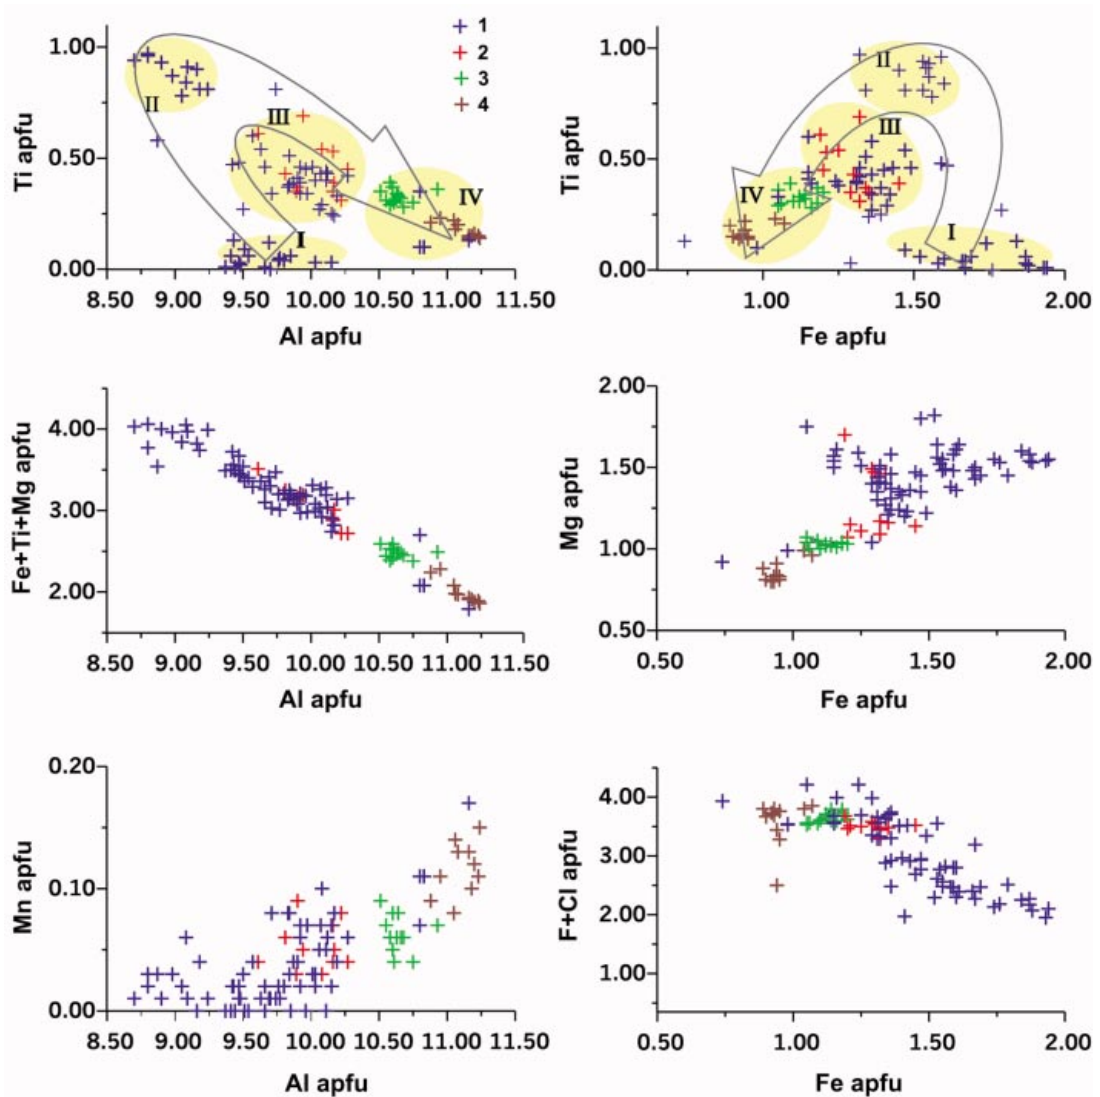 1.00
0.50
0.00
Ti apfu
8.50 9.00 9.50 10.00 10.50 11.00 11.50
Al apfu
II
III
IV
I
1
2
3
4
1.00
0.50
0.00
Ti apfu
1.00 1.50 2.00
Fe apfu
II
III
IV
I
4.00
3.00
2.00
Fe+Ti+Mg apfu
8.50 9.00 9.50 10.00 10.50 11.00 11.50
Al apfu
2.00
1.50
1.00
0.50
Mg apfu
0.50 1.00 1.50 2.00
Fe apfu
0.20
0.10
0.00
Mn apfu
8.50 9.00 9.50 10.00 10.50 11.00 11.50
Al apfu
4.00
3.00
2.00
1.00
F+Cl apfu
0.50 1.00 1.50 2.00
Fe apfu